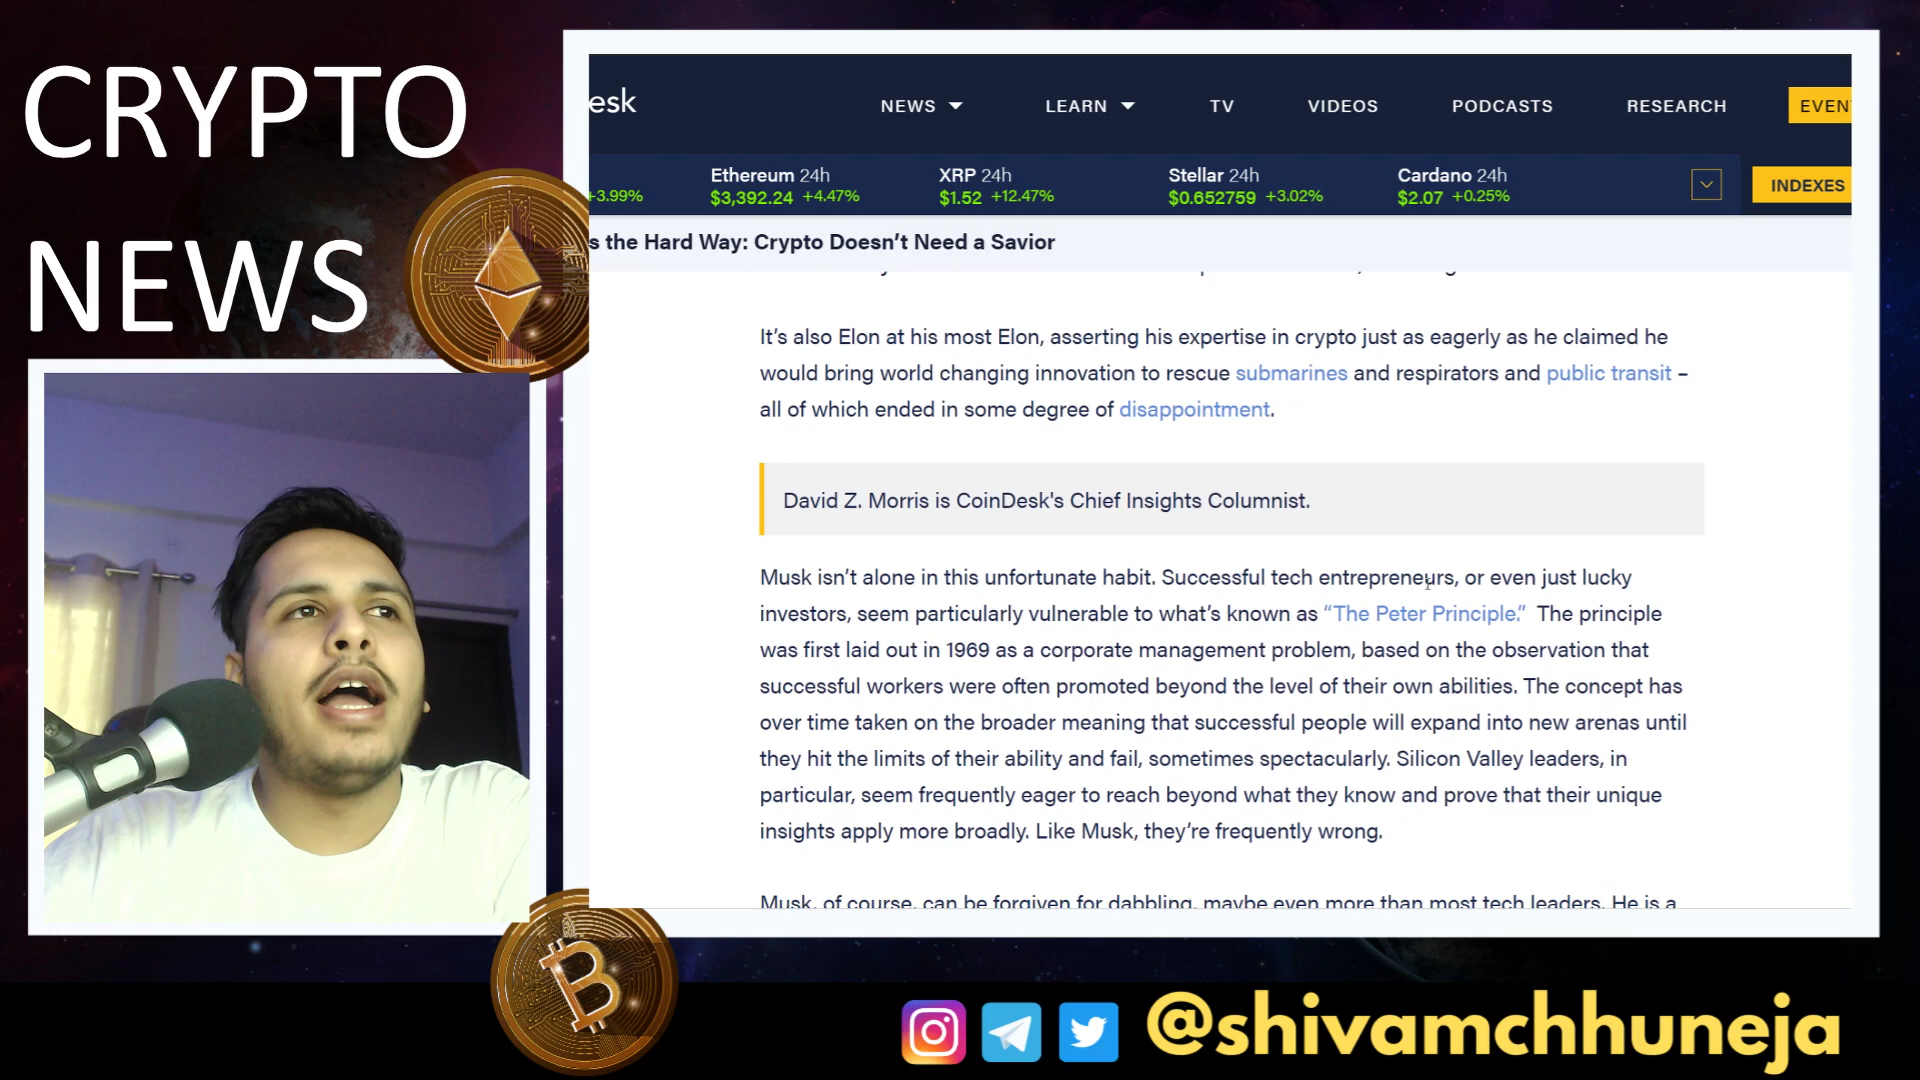 CRYPTO
NEWS
esk
NEWS
LEARN
TV
VIDEOS
PODCASTS
RESEARCH
EVEN
+3.99%
Ethereum 24h
$3,392.24 +4.47%
XRP 24h
$1.52 +12.47%
Stellar 24h
$0.652759 +3.02%
Cardano 24h
$2.07 +0.25%
INDEXES
s the Hard Way: Crypto Doesn’t Need a Savior
It’s also Elon at his most Elon, asserting his expertise in crypto just as eagerly as he claimed he
would bring world changing innovation to rescue submarines and respirators and public transit –
all of which ended in some degree of disappointment.
David Z. Morris is CoinDesk's Chief Insights Columnist.
Musk isn’t alone in this unfortunate habit. Successful tech entrepreneurs, or even just lucky
investors, seem particularly vulnerable to what’s known as “The Peter Principle.” The principle
was first laid out in 1969 as a corporate management problem, based on the observation that
successful workers were often promoted beyond the level of their own abilities. The concept has
over time taken on the broader meaning that successful people will expand into new arenas until
they hit the limits of their ability and fail, sometimes spectacularly. Silicon Valley leaders, in
particular, seem frequently eager to reach beyond what they know and prove that their unique
insights apply more broadly. Like Musk, they’re frequently wrong.
Musk, of course, can be forgiven for dabbling, maybe even more than most tech leaders. He is a
@shivamchhuneja